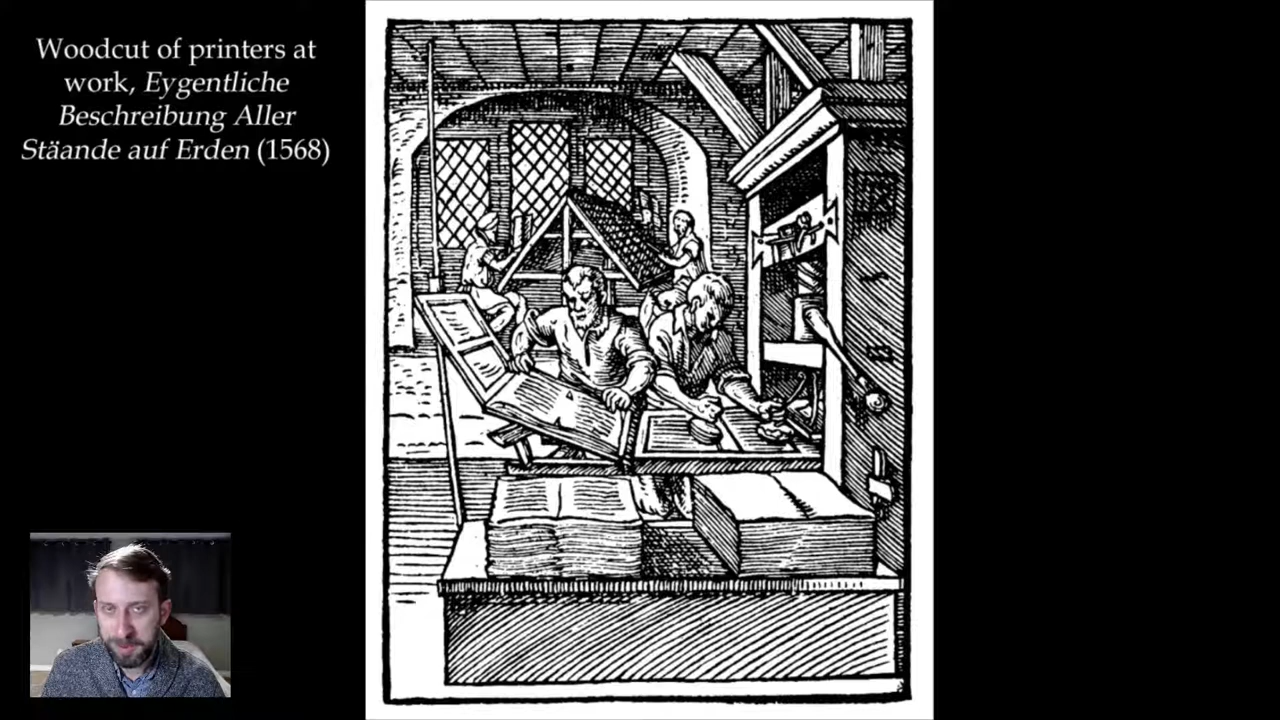 Woodcut of printers at
work, Eygentliche
Beschreibung Aller
Stäande auf Erden (1568)